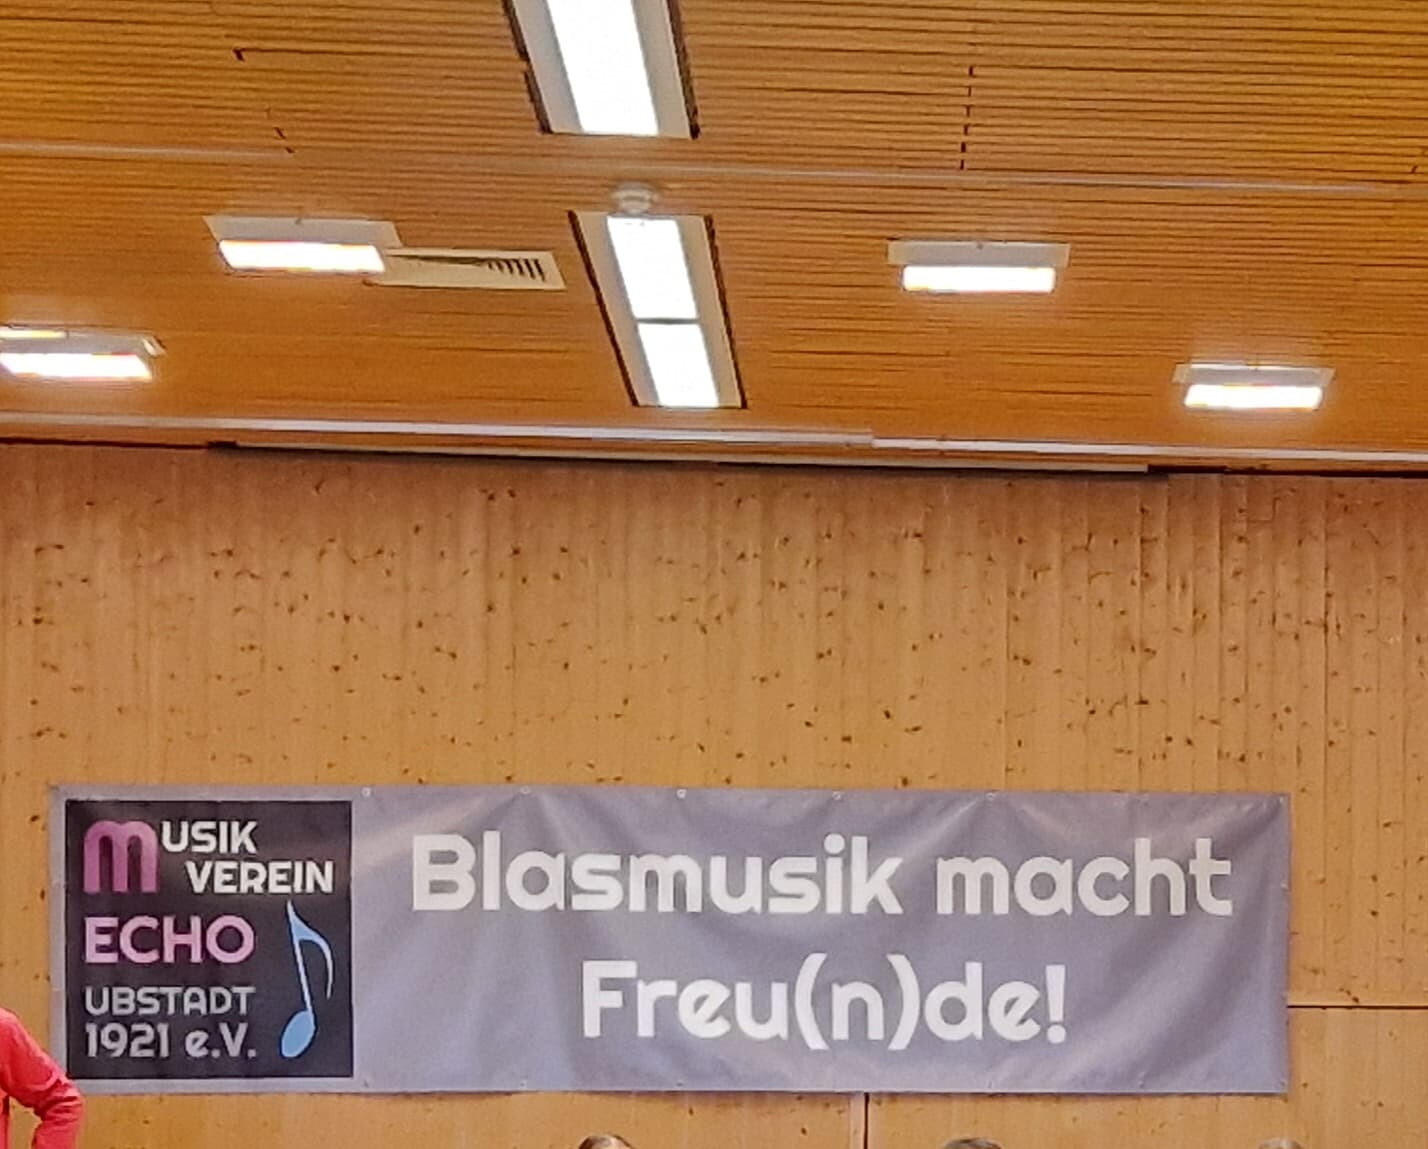 MUSIK
VEREIN
ECHO
UBSTADT
1921 e.V.
Blasmusik macht
Freu(n)de!